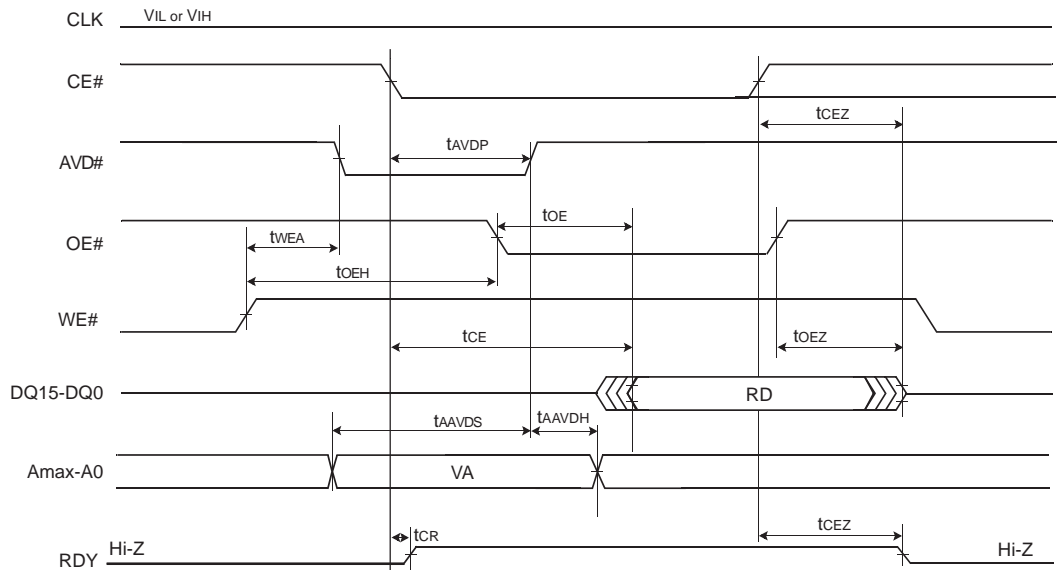 CLK VIL or VIH
CE#
tCEZ
AVD# tAVDP
tOE
OE# tWEA
tOEH
WE#
tCE tOEZ
DQ15-DQ0 RD
tAAVDS tAAVDH
Amax-A0 VA
tCR tCEZ
RDY Hi-Z Hi-Z